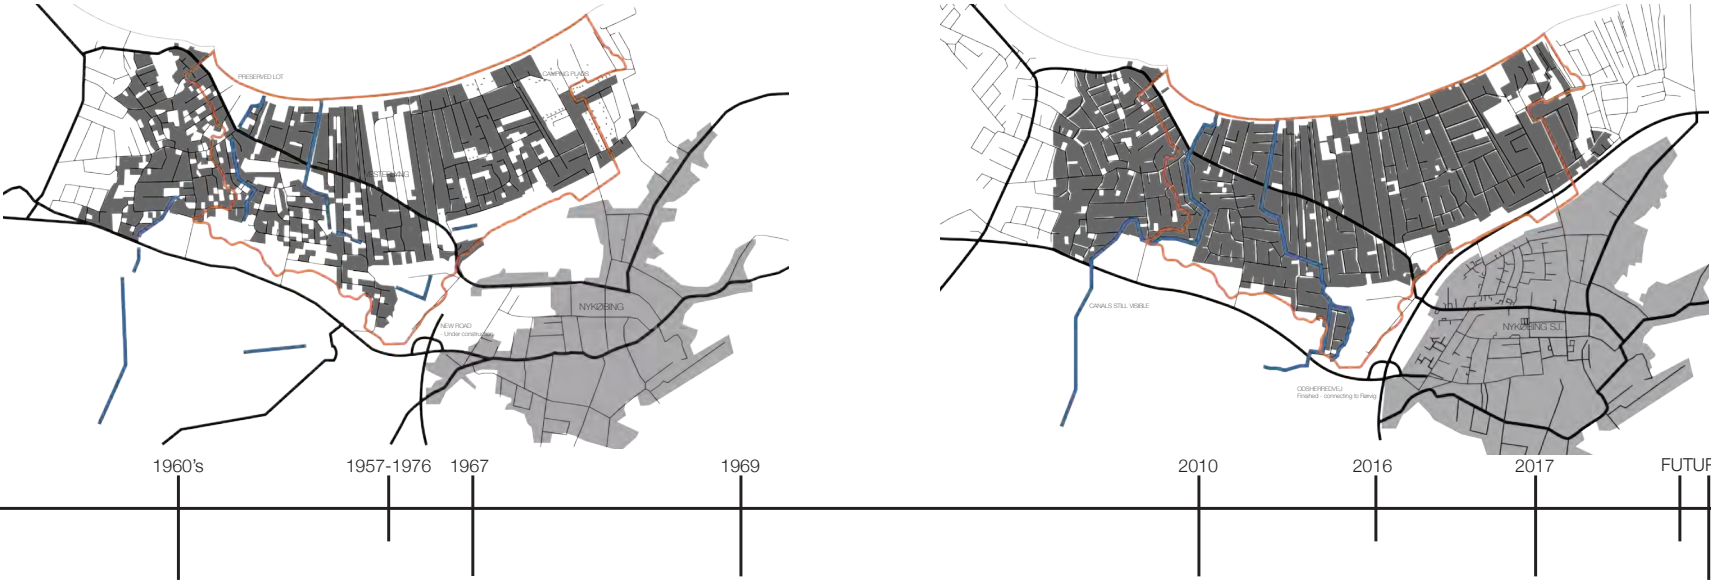 PRESERVED LOT
CAMPING PLADS
VESTERLYNG
NYKØBING
NEW ROAD
- Under construction
CANALS STILL VISIBLE
NYKØBING SJ.
ODSHERREDVEJ
Finished - connecting to Rørvig
1960's
1957-1976
1967
1969
2010
2016
2017
FUTUR